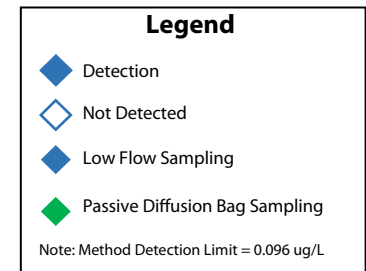 Legend
Detection
Not Detected
Low Flow Sampling
Passive Diffusion Bag Sampling
Note: Method Detection Limit = 0.096 ug/L